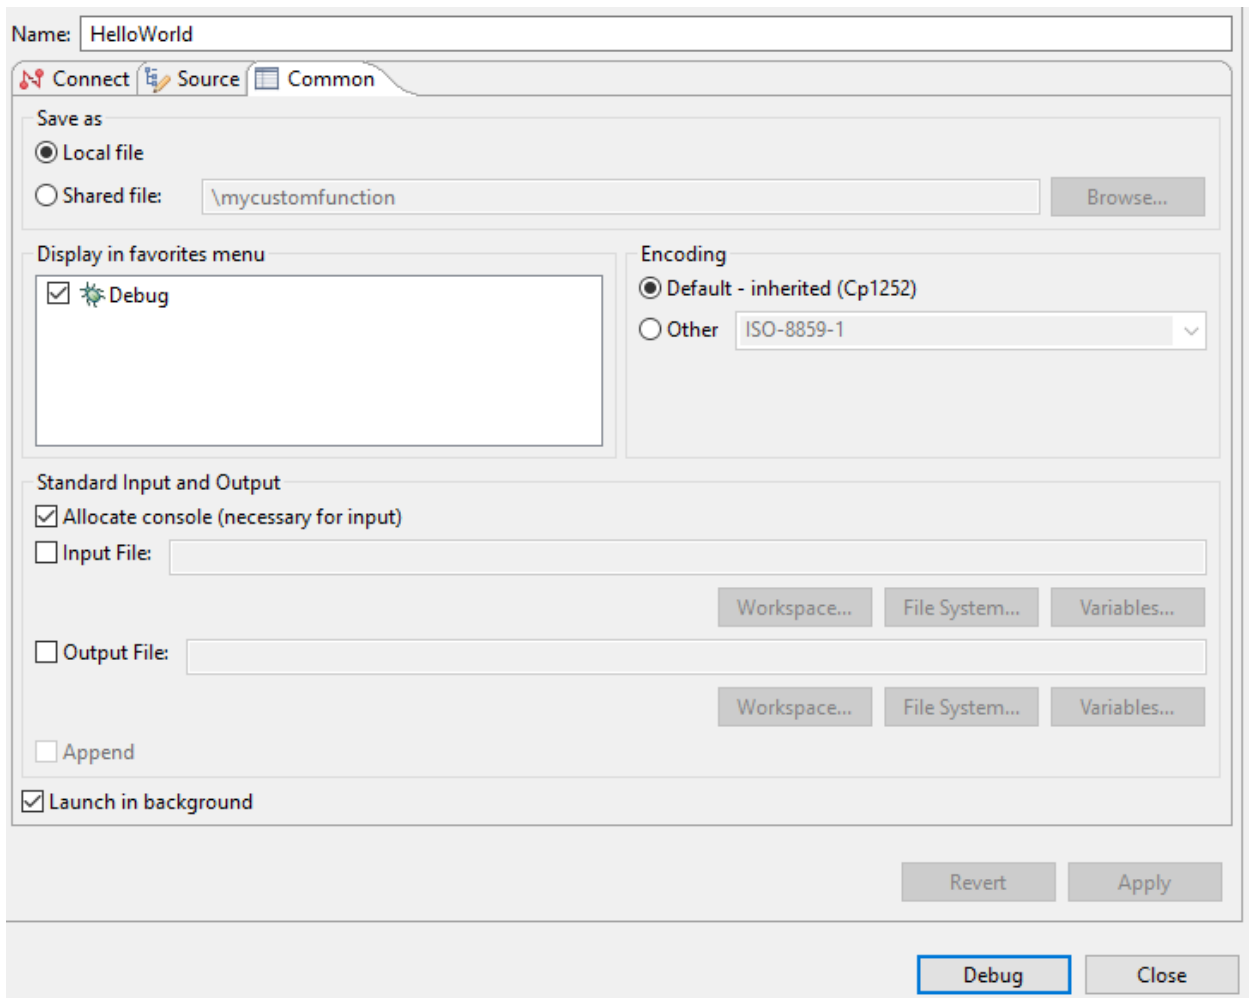 Name: HelloWorld
Connect Source Common
Save as
Local file
Shared file: \mycustomfunction Browse...
Display in favorites menu
Debug
Encoding
Default - inherited (Cp1252)
Other ISO-8859-1
Standard Input and Output
Allocate console (necessary for input)
Input File:
Workspace... File System... Variables...
Output File:
Workspace... File System... Variables...
Append
Launch in background
Revert Apply
Debug Close